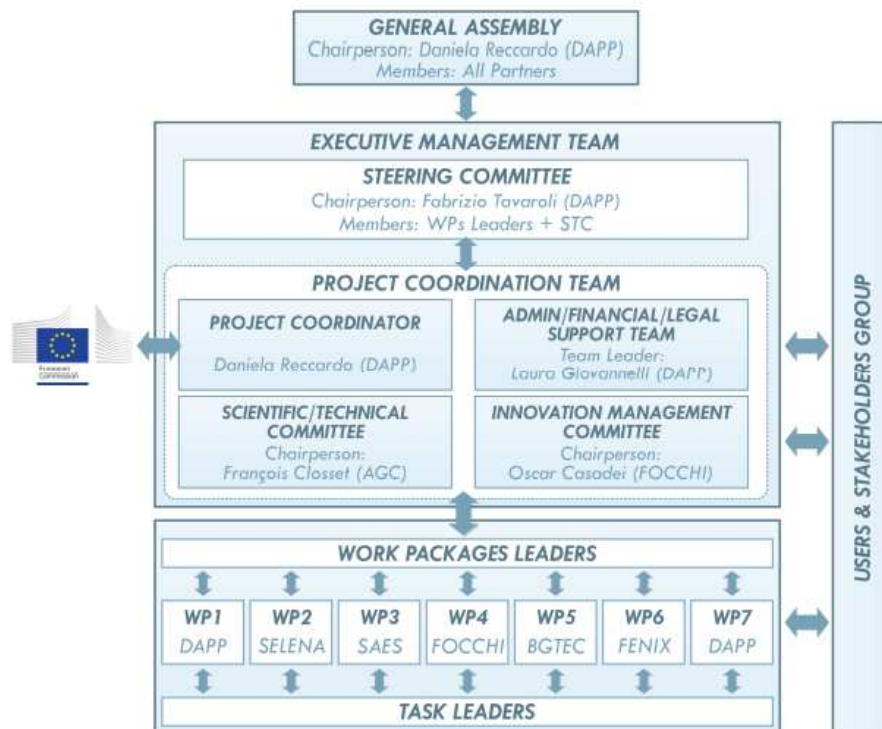 GENERAL ASSEMBLY
Chairperson: Daniela Reccardo (DAPP)
Members: All Partners
EXECUTIVE MANAGEMENT TEAM
STEERING COMMITTEE
Chairperson: Fabrizio Tavaroli (DAPP)
Members: WPs Leaders + STC
PROJECT COORDINATION TEAM
PROJECT COORDINATOR
Daniela Reccardo (DAPP)
ADMIN/FINANCIAL/LEGAL
SUPPORT TEAM
Team Leader:
Laura Giovannelli (DAPP)
SCIENTIFIC/TECHNICAL
COMMITTEE
Chairperson:
François Closset (AGC)
INNOVATION MANAGEMENT
COMMITTEE
Chairperson:
Oscar Casadei (FOCCHI)
European
Commission
USERS & STAKEHOLDERS GROUP
WORK PACKAGES LEADERS
WP1
DAPP
WP2
SELENA
WP3
SAES
WP4
FOCCHI
WP5
BGTEC
WP6
FENIX
WP7
DAPP
TASK LEADERS